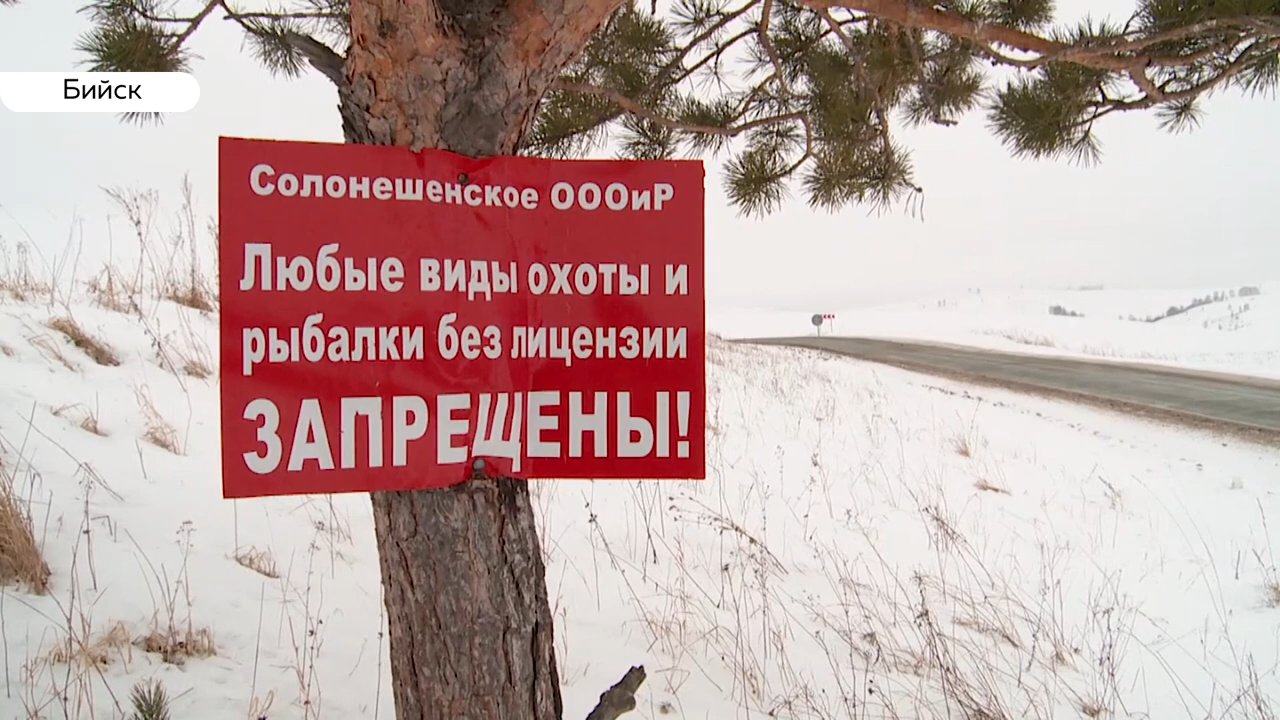 Бийск
Солонешенское ОООиР
Любые виды охоты и
рыбалки без лицензии
ЗАПРЕЩЕНЫ!